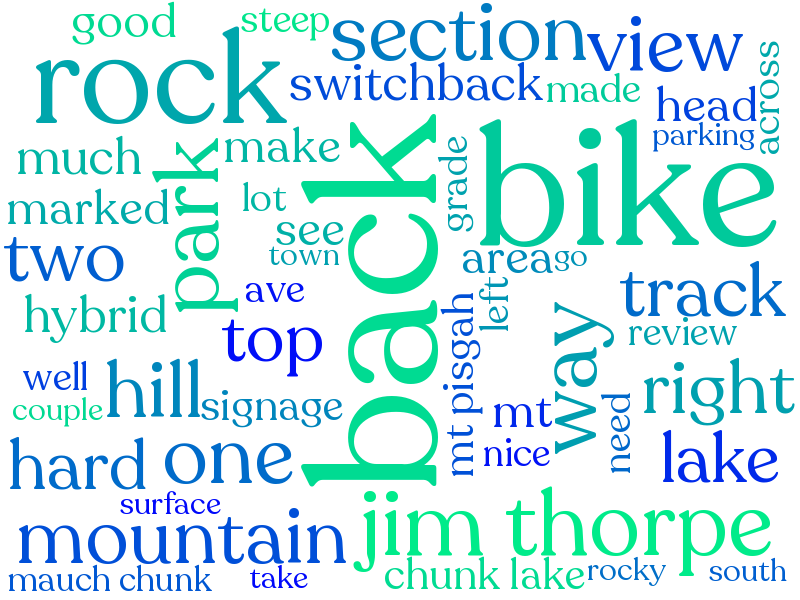 good
steep
section
view
rock
switchback
made
head
across
parking
much
park
make
back
grade
bike
marked
lot
see
two
town
area
go
hybrid
ave
left
track
top
mt pisgah
way
review
well
hill
right
couple
signage
mt
need
hard
one
nice
lake
surface
mountain
jim thorpe
mauch chunk
take
chunk lake
rocky
south